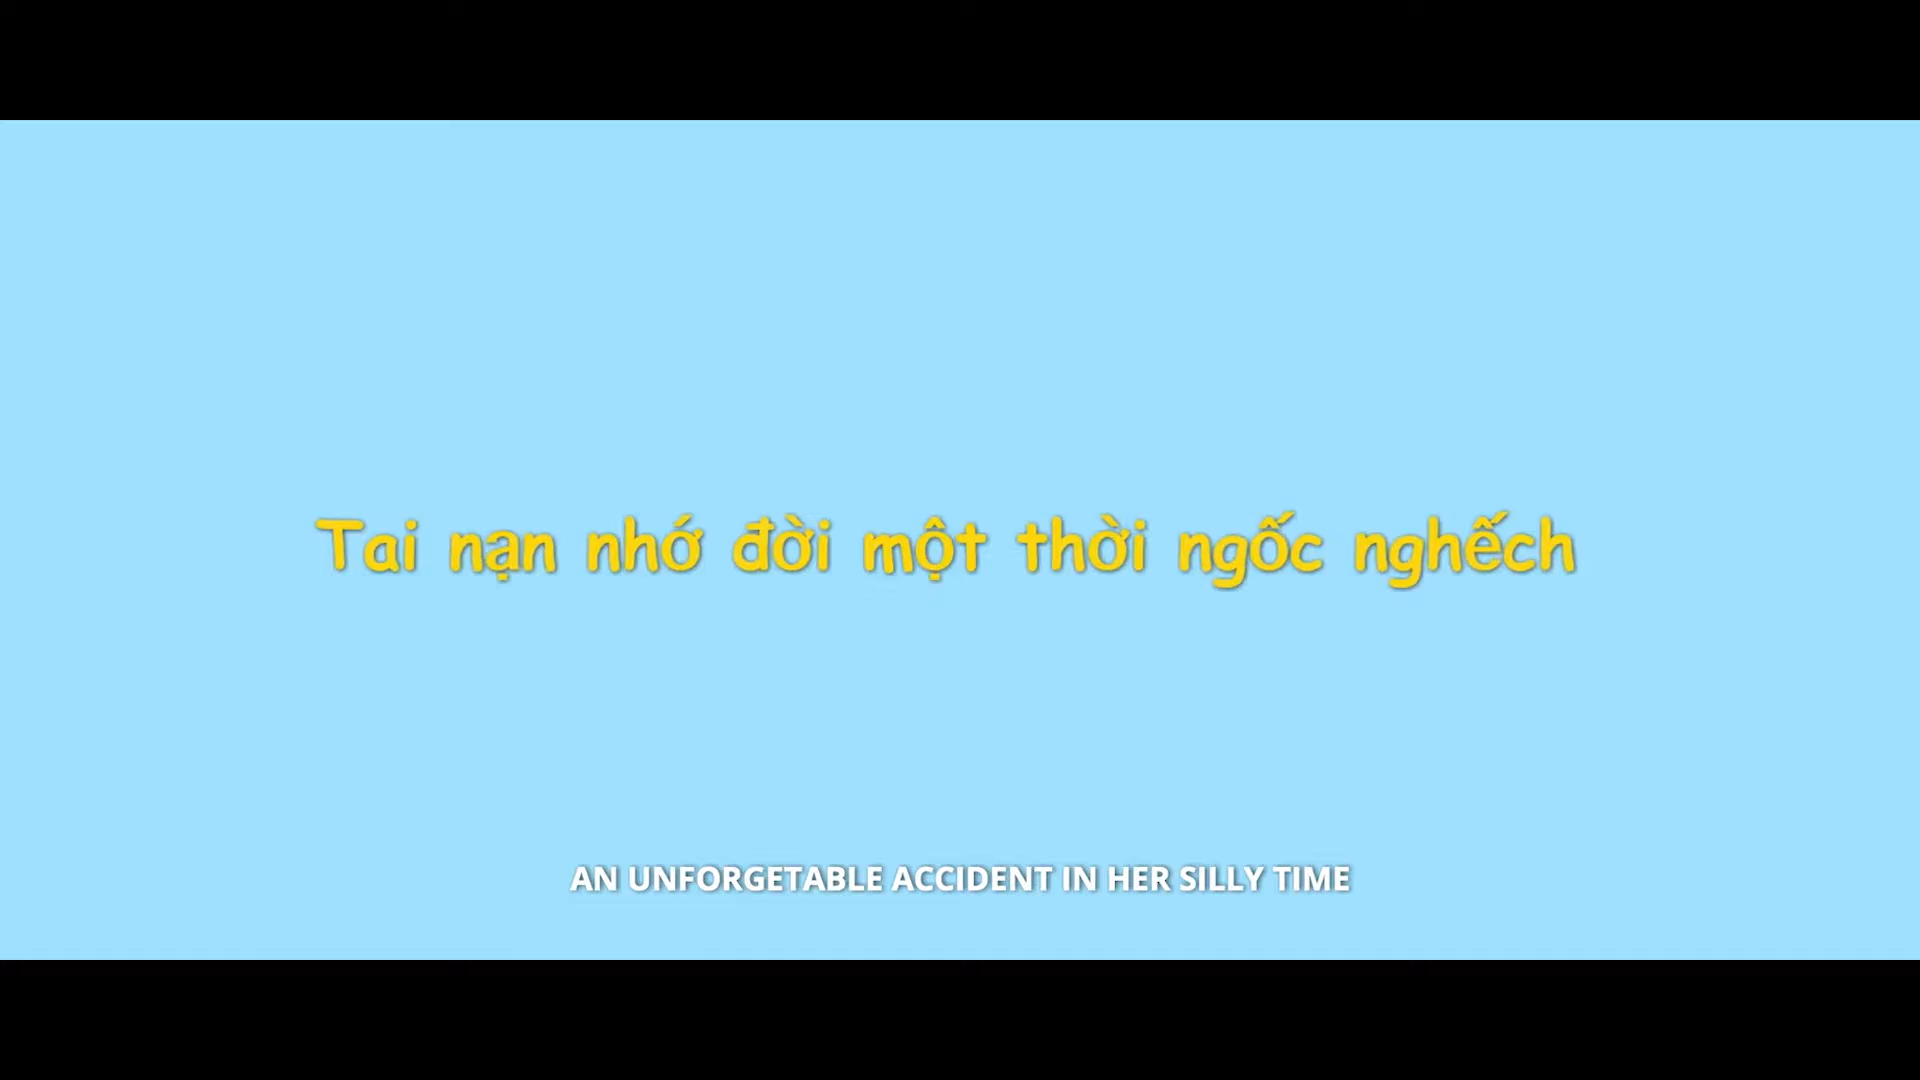 Tai nạn nhớ đời một thời ngốc nghếch
AN UNFORGETABLE ACCIDENT IN HER SILLY TIME